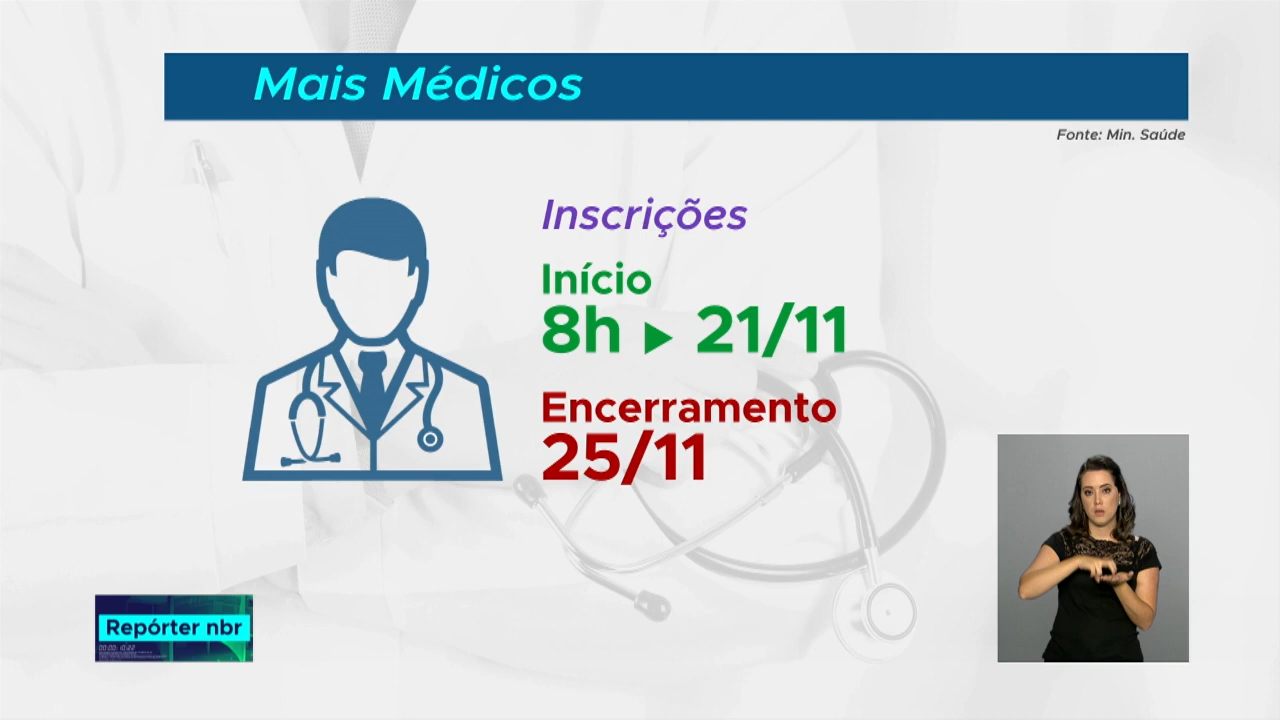 Mais Médicos
Fonte: Min. Saúde
Inscrições
Início
8h ▶ 21/11
Encerramento
25/11
Repórter nbr